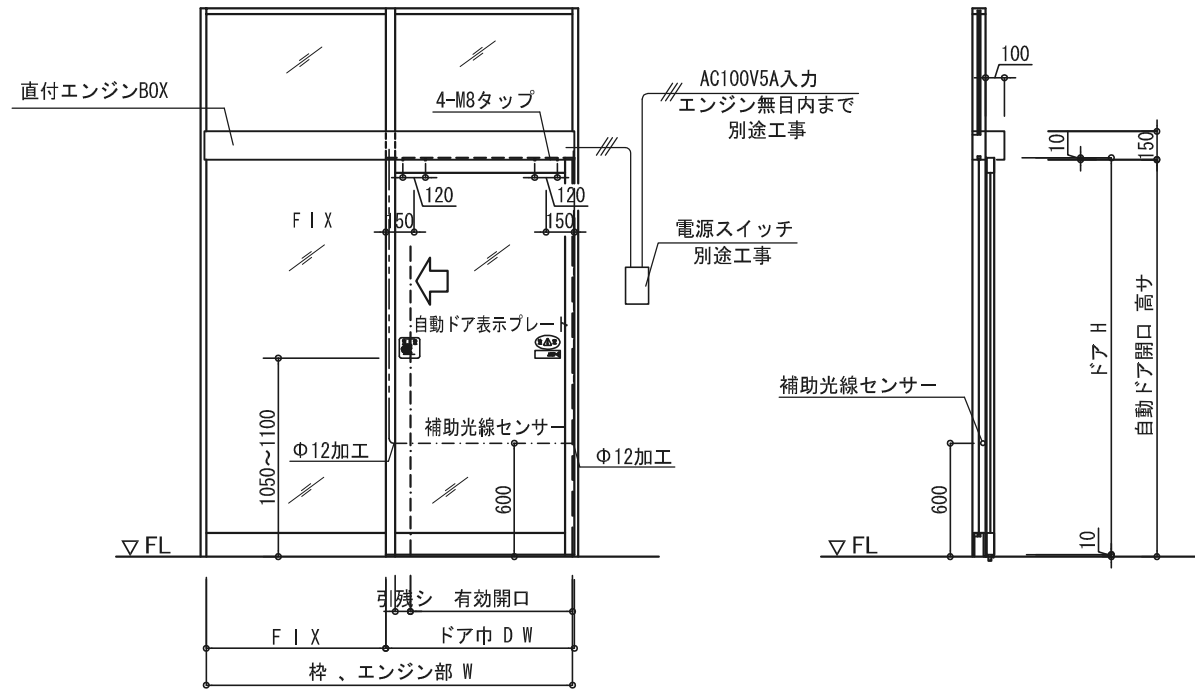 直付エンジンBOX
4-M8タップ
AC100V5A入力
エンジン無目内まで
別途工事
120
120
150
150
ＦＩＸ
電源スイッチ
別途工事
自動ドア表示プレート
補助光線センサー
Φ12加工
Φ12加工
1050～1100
600
▽FL
引残シ 有効開口
ＦＩＸ
ドア巾 ＤＷ
枠、エンジン部 W
100
10
150
ドア H
自動ドア開口 高サ
補助光線センサー
600
10
▽FL